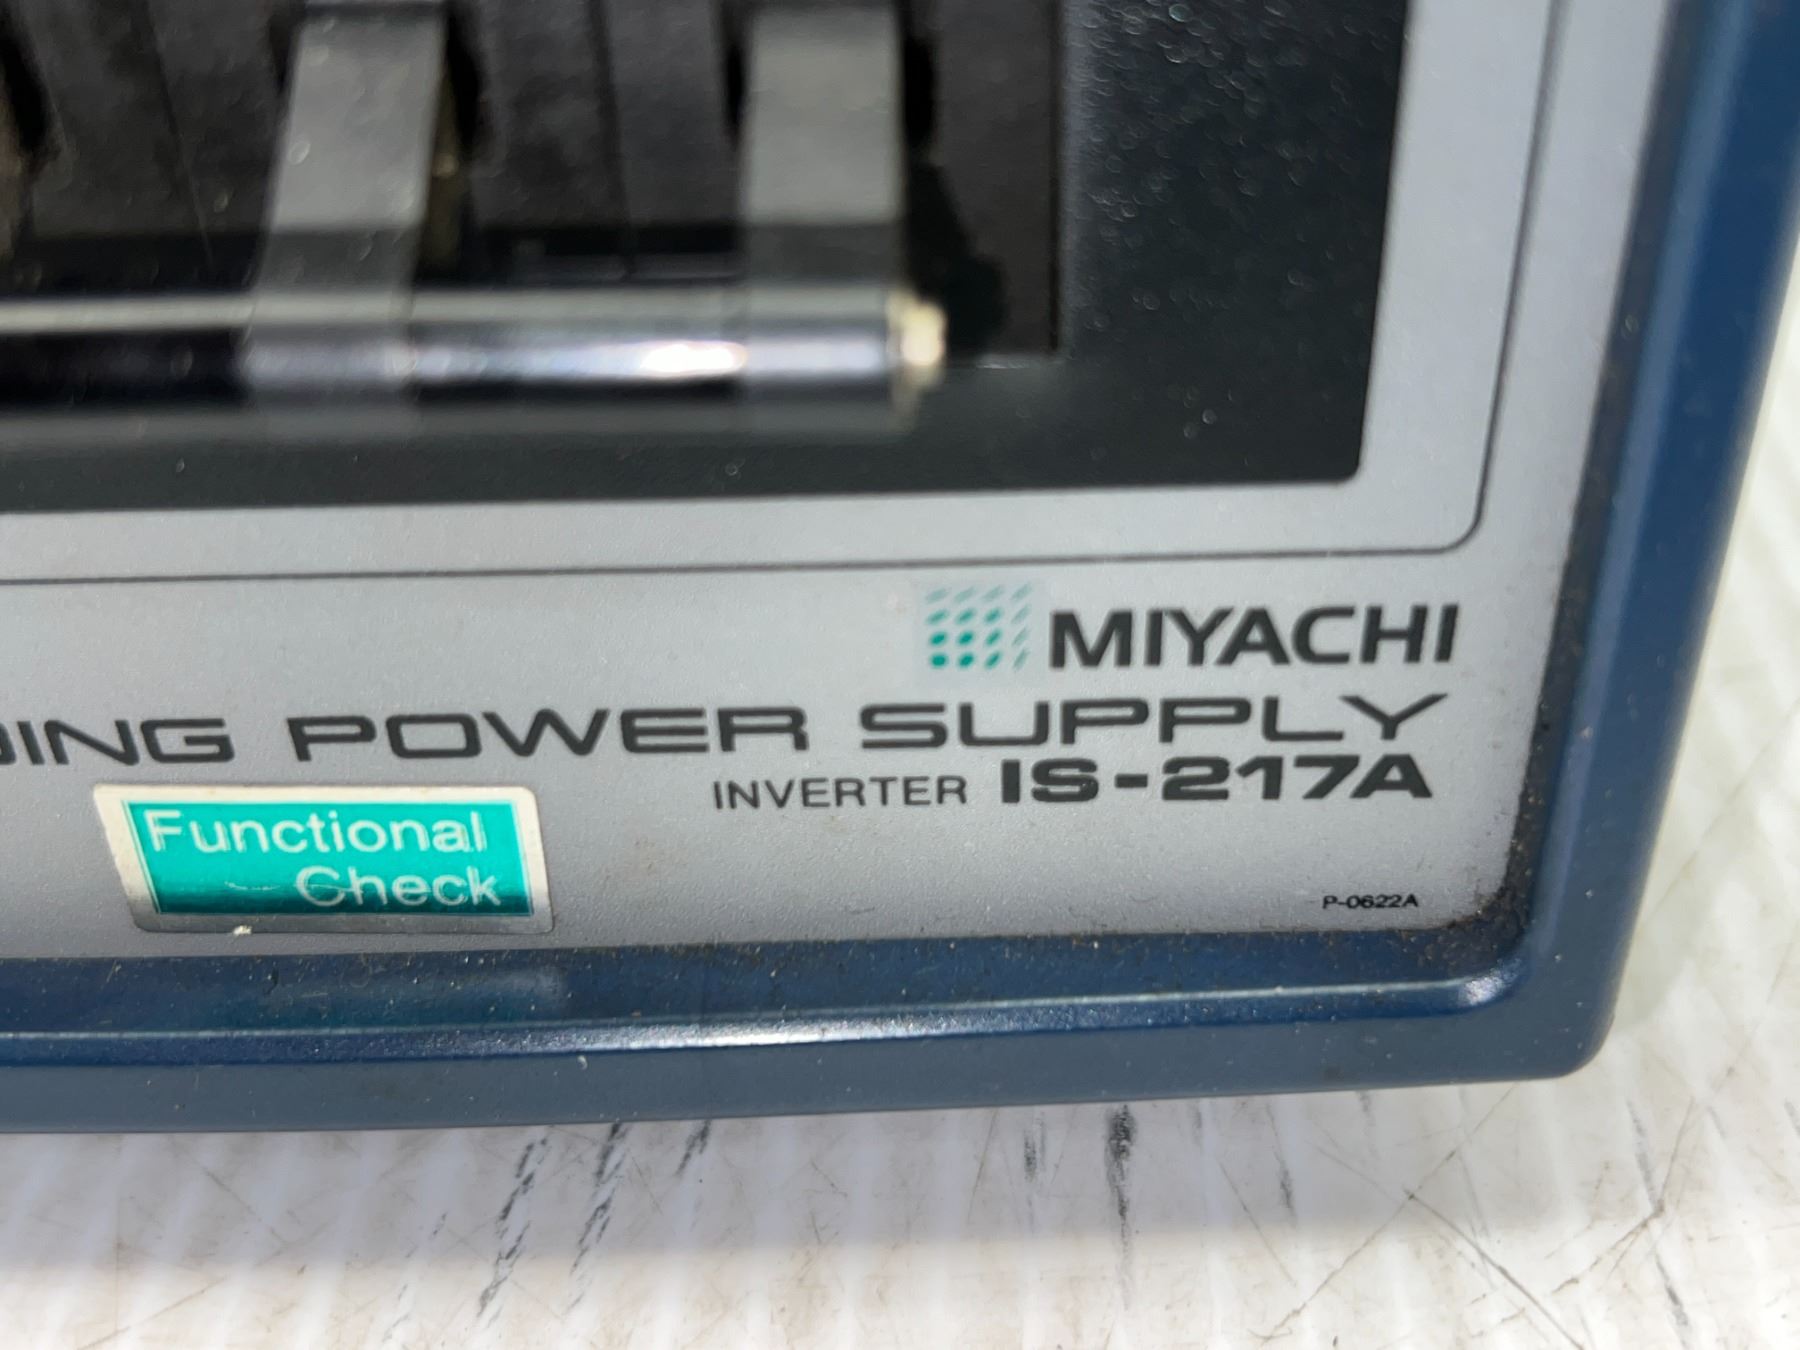 MIYACHI
DING POWER SUPPLY
INVERTER IS-217A
Functional
Check
P-0622A